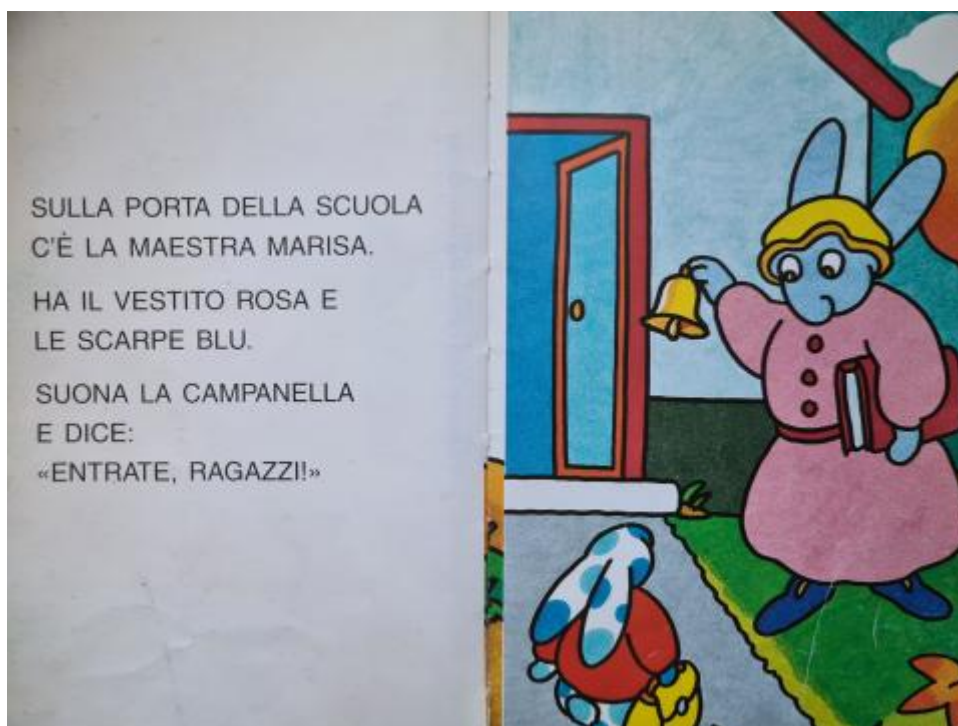 SULLA PORTA DELLA SCUOLA
C'È LA MAESTRA MARISA.
HA IL VESTITO ROSA E
LE SCARPE BLU.
SUONA LA CAMPANELLA
E DICE:
«ENTRATE, RAGAZZI!»